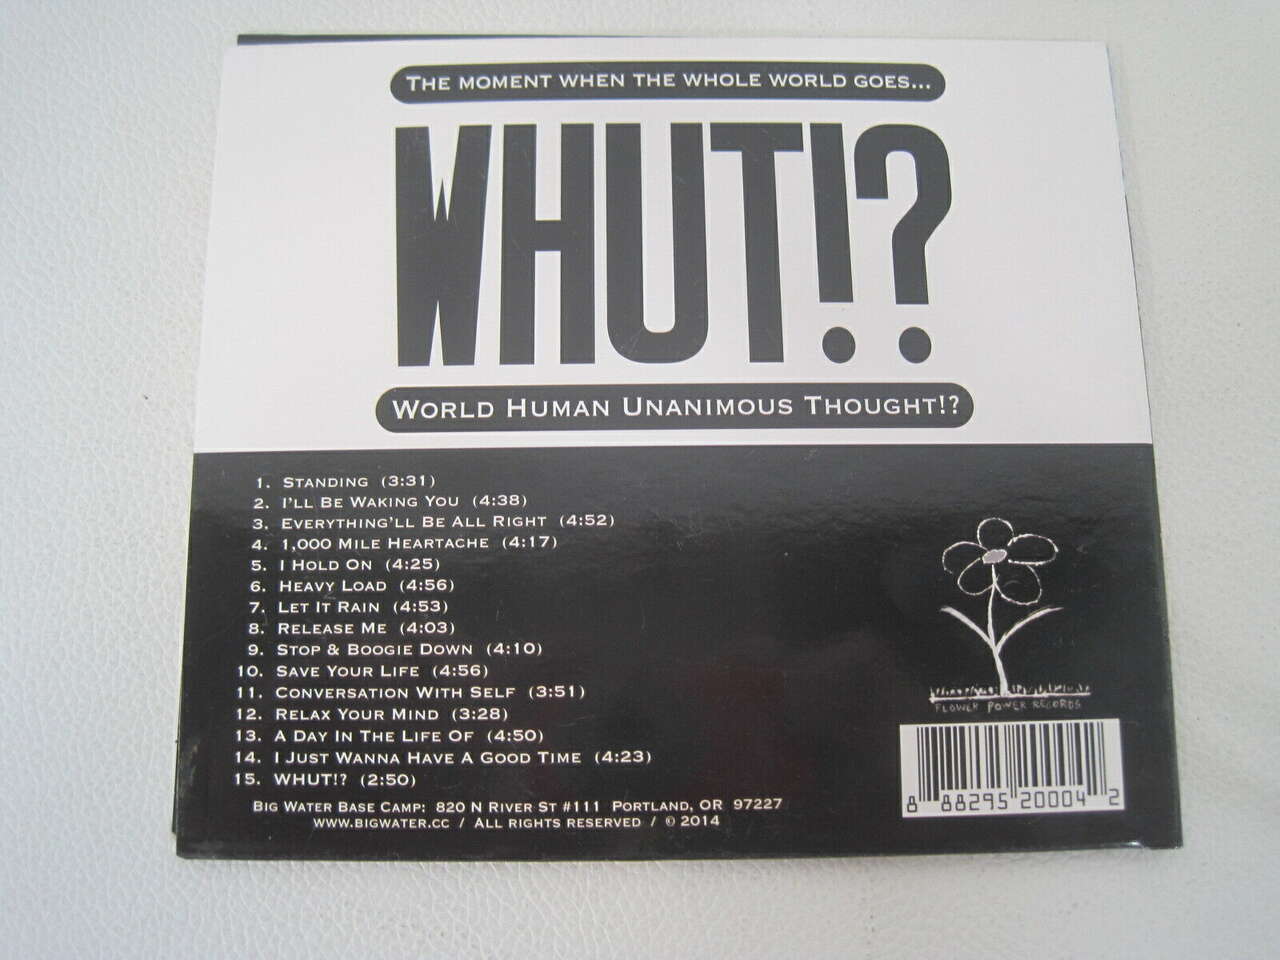 The moment when the whole world goes...
WHUT!?
World Human Unanimous Thought!?
1. Standing (3:31)
2. I'll Be Waking You (4:38)
3. Everything'll Be All Right (4:52)
4. 1,000 Mile Heartache (4:17)
5. I Hold On (4:25)
6. Heavy Load (4:56)
7. Let It Rain (4:53)
8. Release Me (4:03)
9. Stop & Boogie Down (4:10)
10. Save Your Life (4:56)
11. Conversation With Self (3:51)
12. Relax Your Mind (3:28)
13. A Day In The Life Of (4:50)
14. I Just Wanna Have A Good Time (4:23)
15. WHUT!? (2:50)
Big Water Base Camp: 820 N River St #111 Portland, OR 97227
www.bigwater.cc / All rights reserved / © 2014
FLOWER POWER RECORDS
8 88295 20004 2